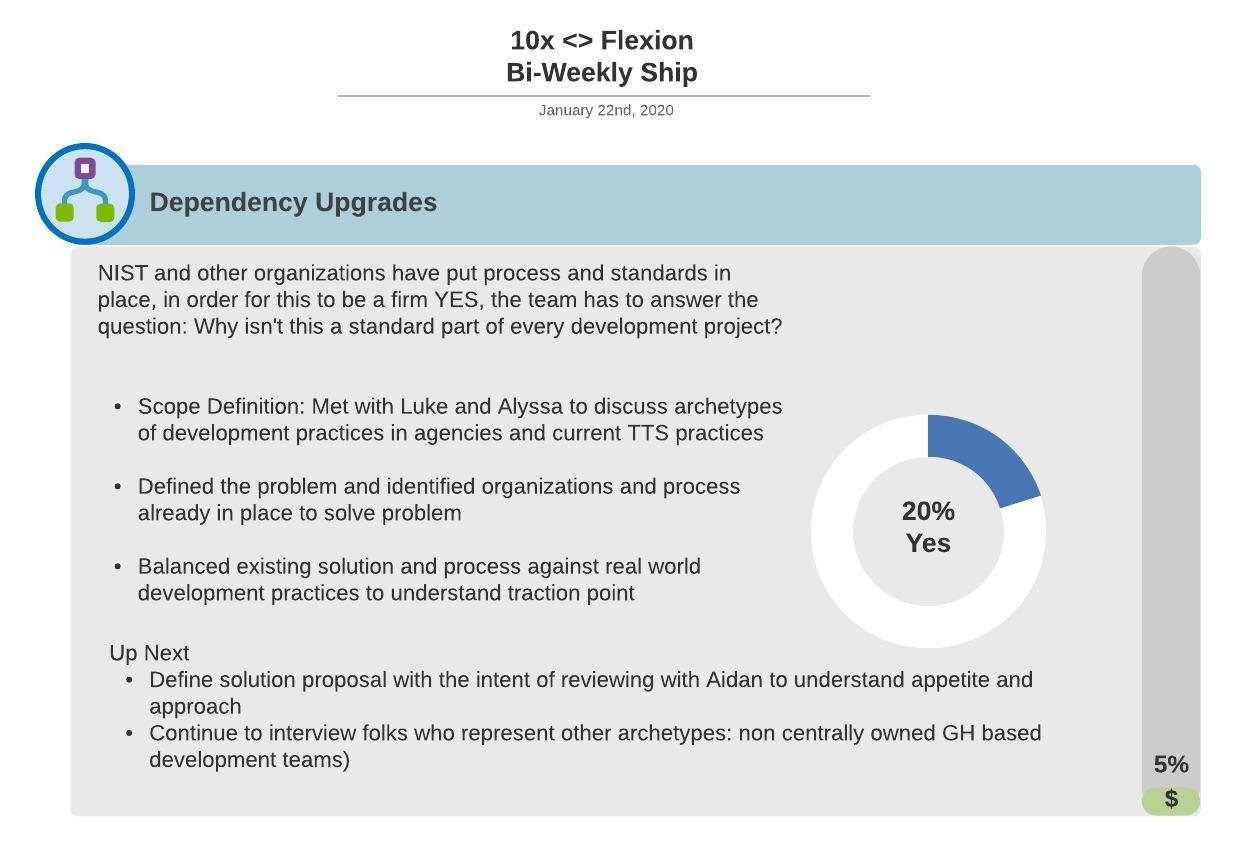 10x <> Flexion
Bi-Weekly Ship
January 22nd, 2020
Dependency Upgrades
NIST and other organizations have put process and standards in
place, in order for this to be a firm YES, the team has to answer the
question: Why isn't this a standard part of every development project?
• Scope Definition: Met with Luke and Alyssa to discuss archetypes
of development practices in agencies and current TTS practices
• Defined the problem and identified organizations and process
already in place to solve problem
• Balanced existing solution and process against real world
development practices to understand traction point
20%
Yes
Up Next
• Define solution proposal with the intent of reviewing with Aidan to understand appetite and
approach
• Continue to interview folks who represent other archetypes: non centrally owned GH based
development teams)
5%
$